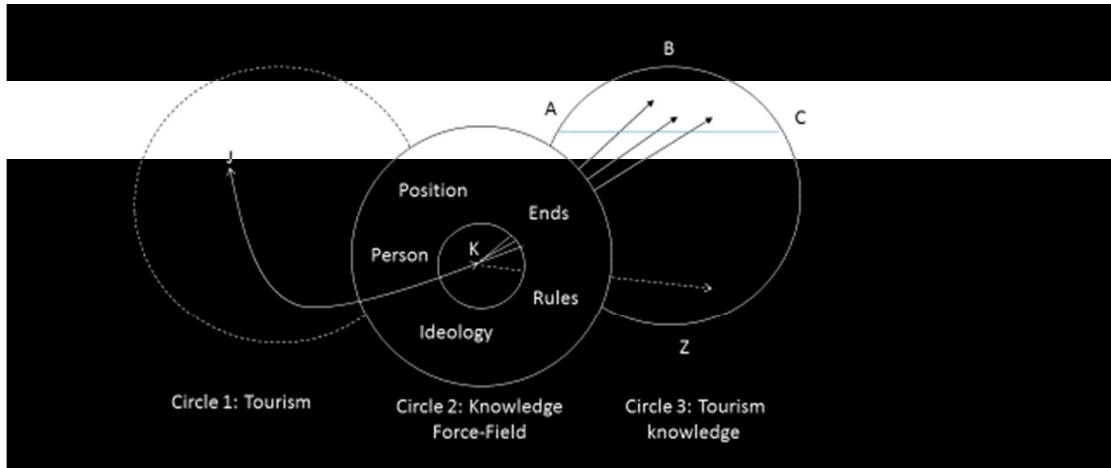 B
A
C
J
Position
Ends
K
Person
Rules
Ideology
Z
Circle 1: Tourism
Circle 2: Knowledge
Force-Field
Circle 3: Tourism
knowledge